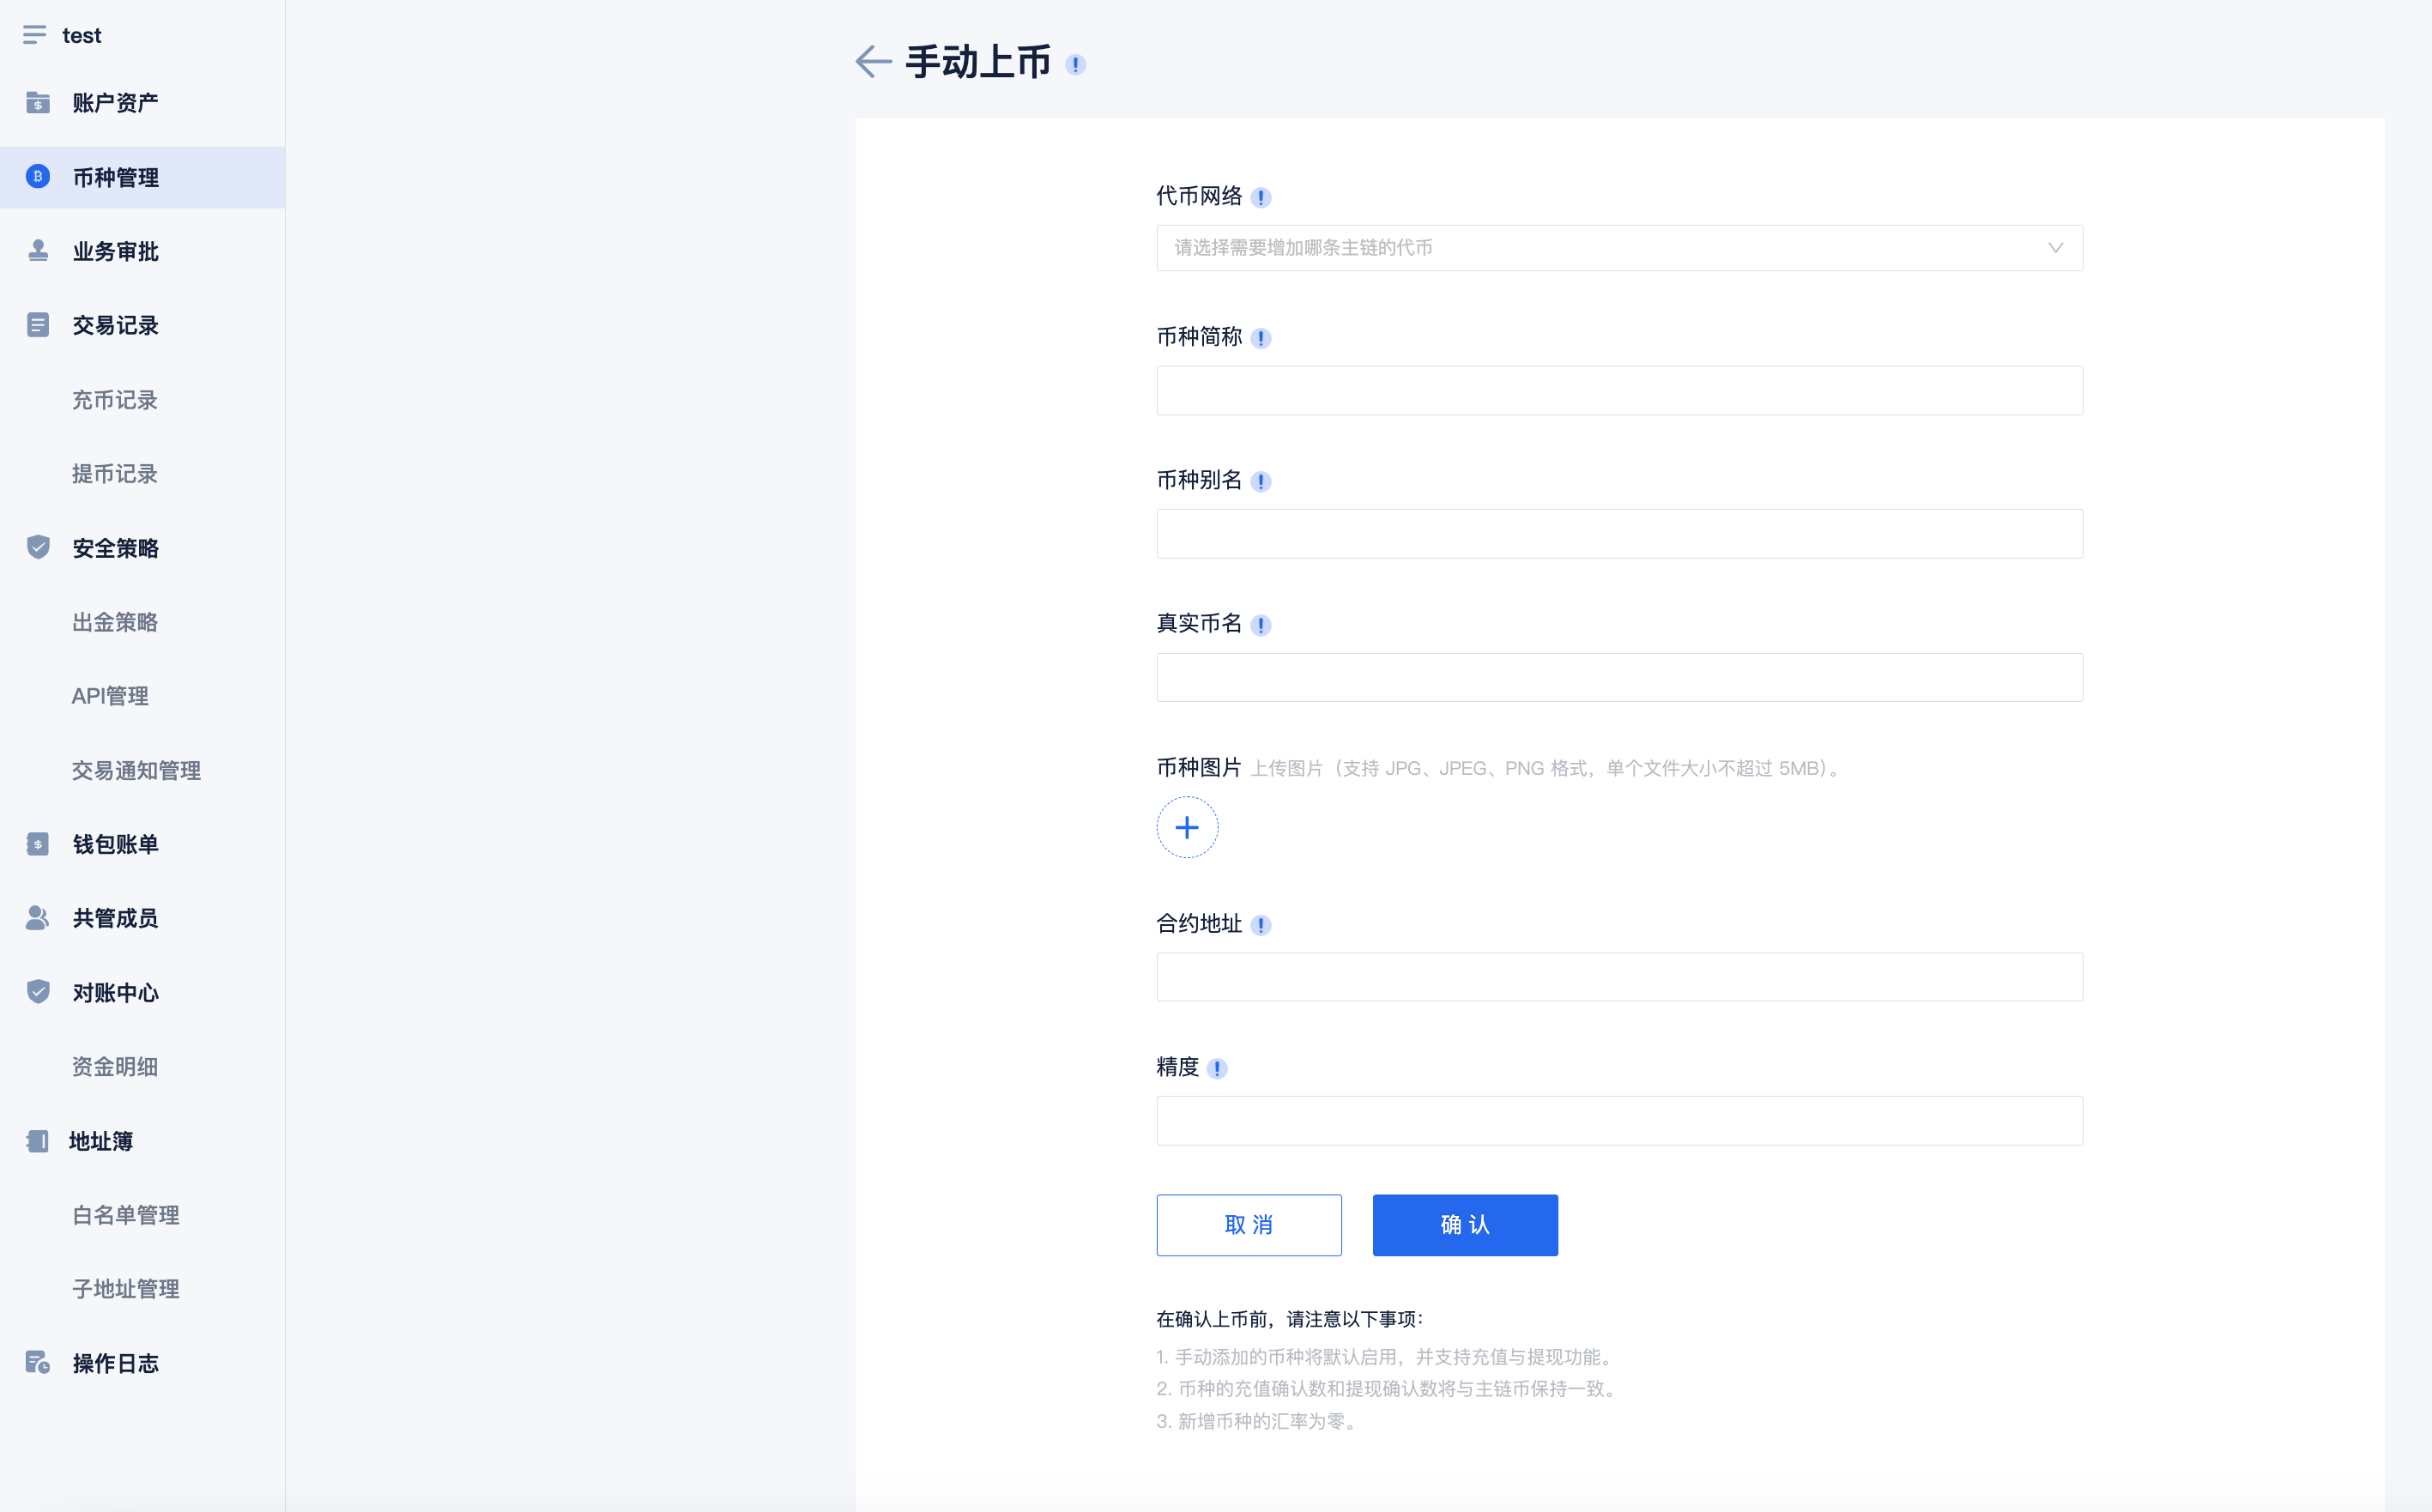 test
账户资产
币种管理
业务审批
交易记录
充币记录
提币记录
安全策略
出金策略
API管理
交易通知管理
钱包账单
共管成员
对账中心
资金明细
地址簿
白名单管理
子地址管理
操作日志
手动上币
代币网络
请选择需要增加哪条主链的代币
币种简称
币种别名
真实币名
币种图片 上传图片（支持 JPG、JPEG、PNG 格式，单个文件大小不超过 5MB）。
合约地址
精度
取 消
确 认
在确认上币前，请注意以下事项：
1. 手动添加的币种将默认启用，并支持充值与提现功能。
2. 币种的充值确认数和提现确认数将与主链币保持一致。
3. 新增币种的汇率为零。